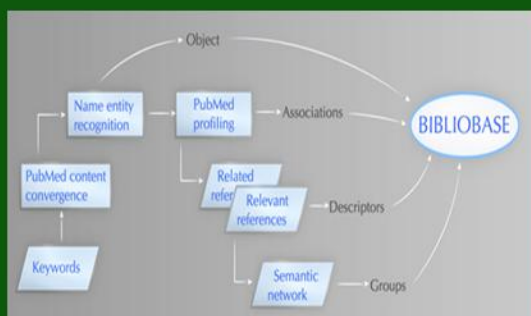 Object
Name entity
recognition
PubMed
profiling
Associations
BIBLIOBASE
PubMed content
convergence
Related
Relevant
references
Descriptors
Keywords
Semantic
network
Groups